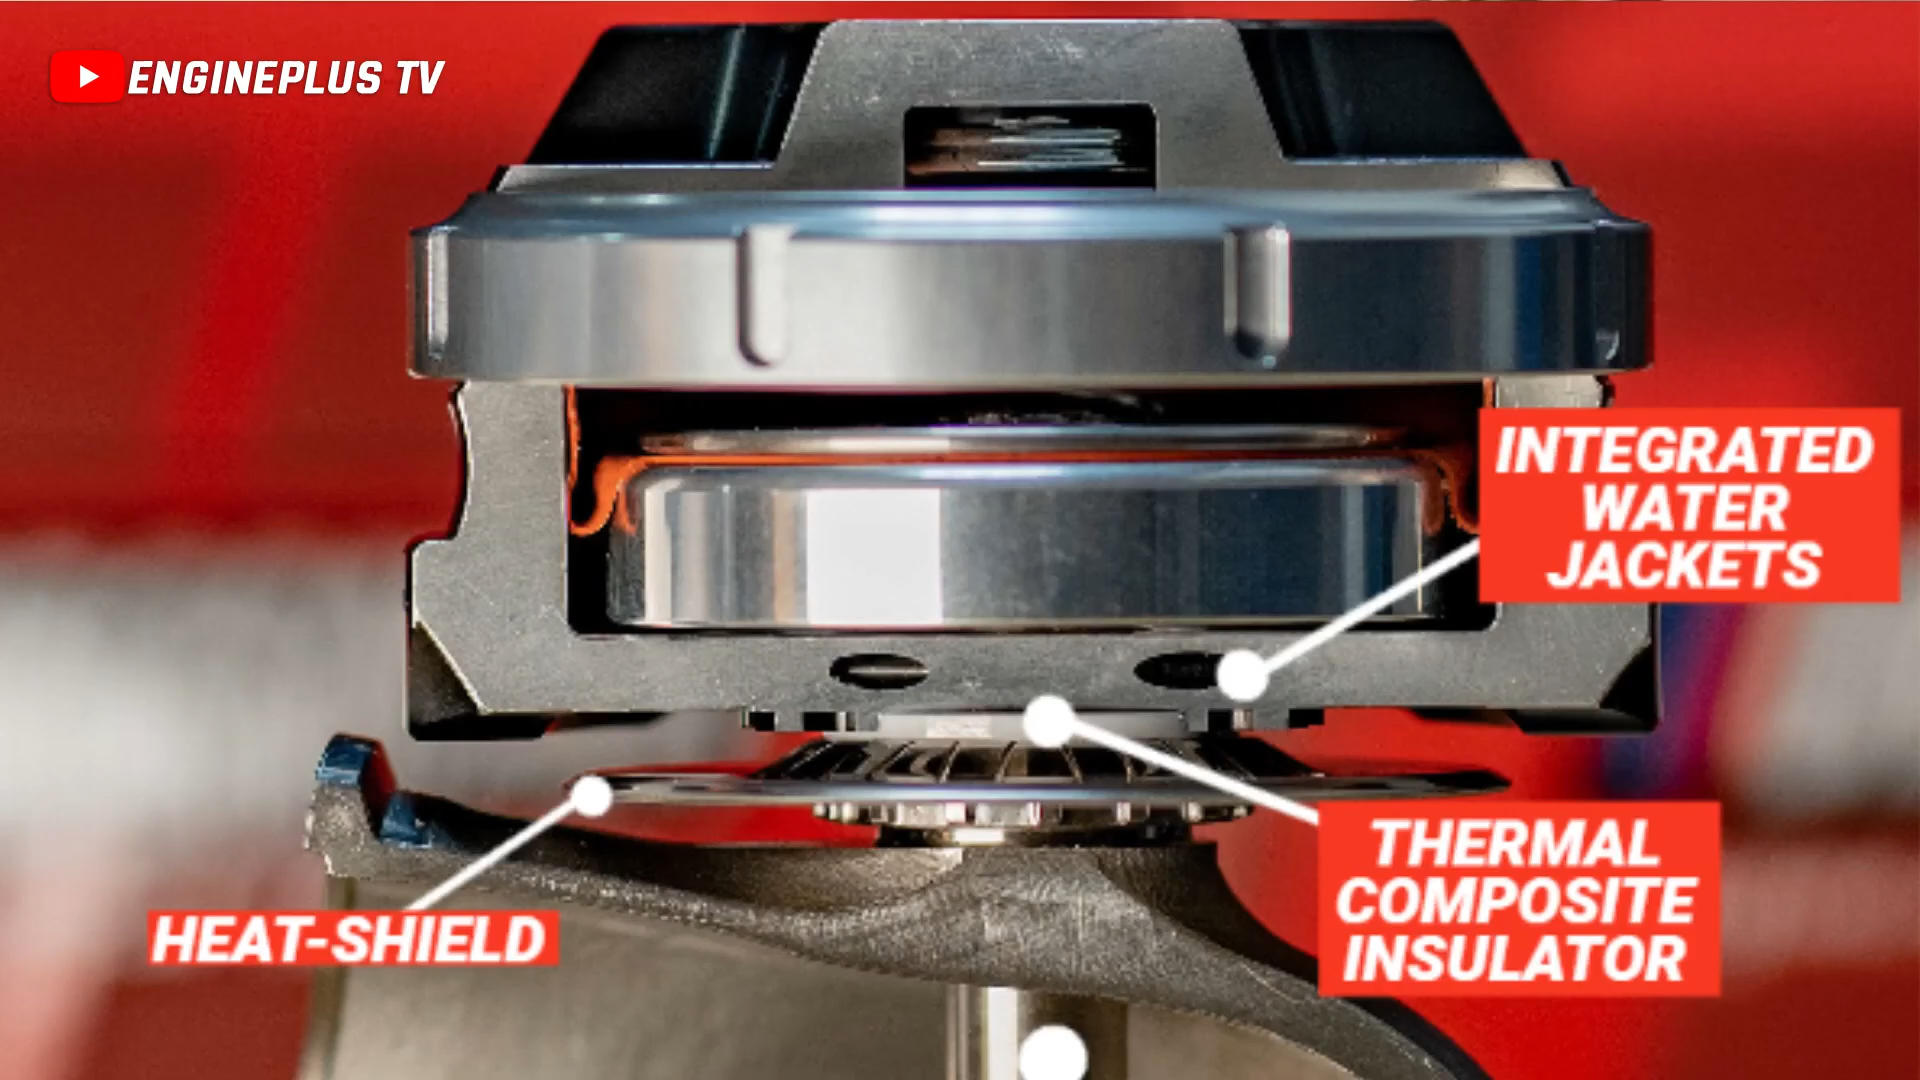 ENGINEPLUS TV
INTEGRATED
WATER
JACKETS
THERMAL
COMPOSITE
INSULATOR
HEAT-SHIELD